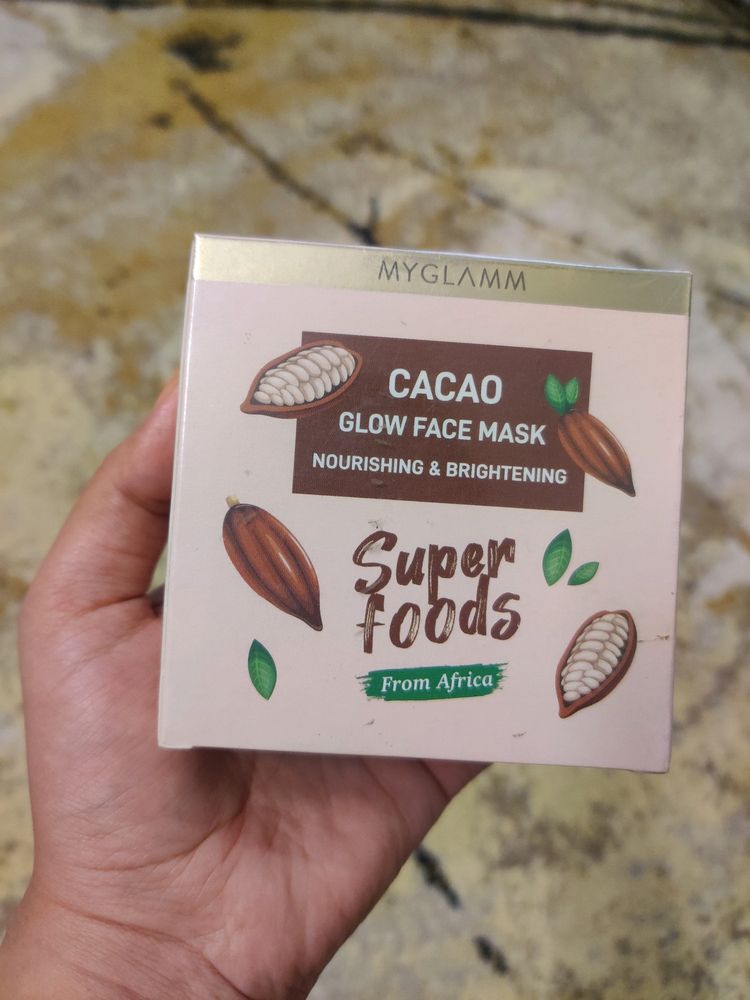 MYGLAMM
CACAO
GLOW FACE MASK
NOURISHING & BRIGHTENING
Super
foods
From Africa